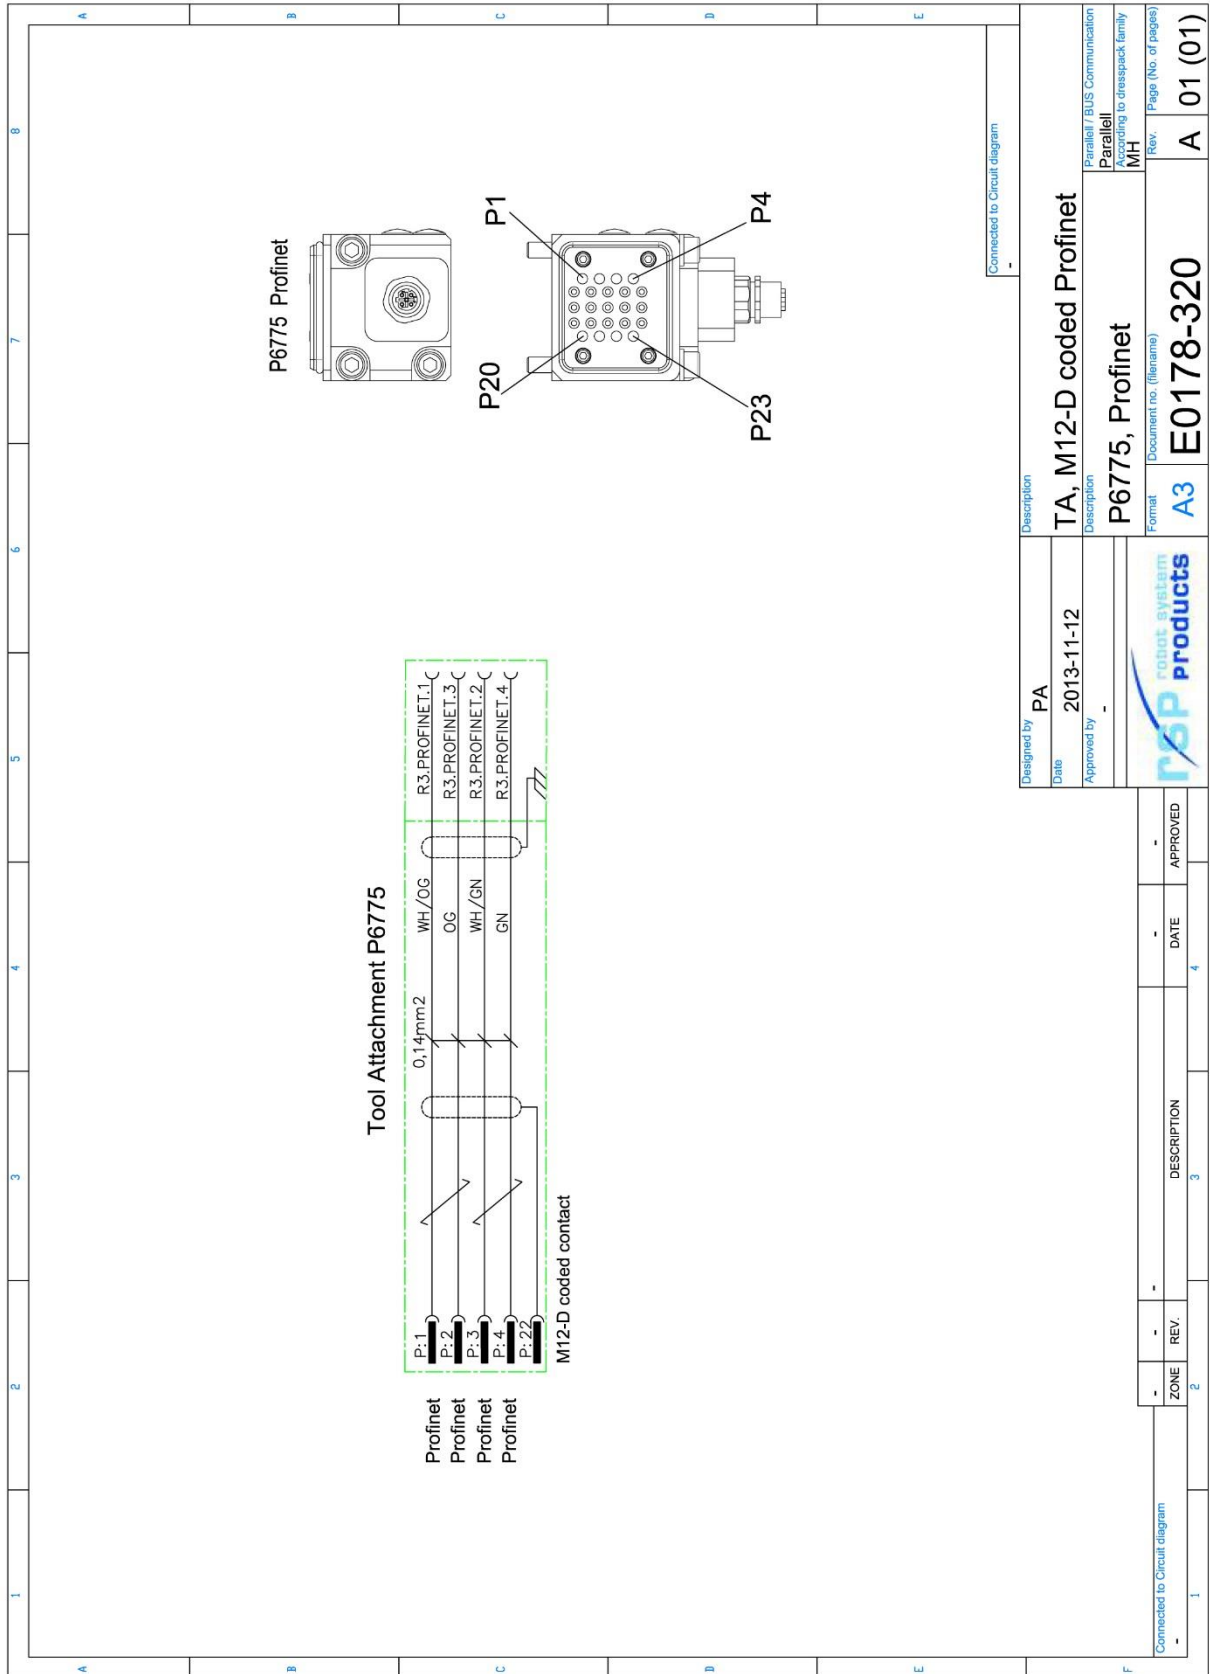 1 2 3 4 5 6 7 8
A
B
C
D
E
F
A
B
C
D
E
Tool Attachment P6775
P6775 Profinet
P20
P1
P23
P4
0,14mm2
Profinet P:1 WH/OG R3.PROFINET.1
Profinet P:2 OG R3.PROFINET.3
Profinet P:3 WH/GN R3.PROFINET.2
Profinet P:4 GN R3.PROFINET.4
P:22
M12-D coded contact
Connected to Circuit diagram
-
Connected to Circuit diagram
-
- - - - -
ZONE REV. DESCRIPTION DATE APPROVED
1 2 3 4
Designed by
PA
Date
2013-11-12
Approved by
-
rsp robot system products
Description
TA, M12-D coded Profinet
Description
P6775, Profinet
Parallell / BUS Communication
Parallell
According to dresspack family
MH
Format
A3
Document no. (filename)
E0178-320
Rev.
A
Page (No. of pages)
01 (01)